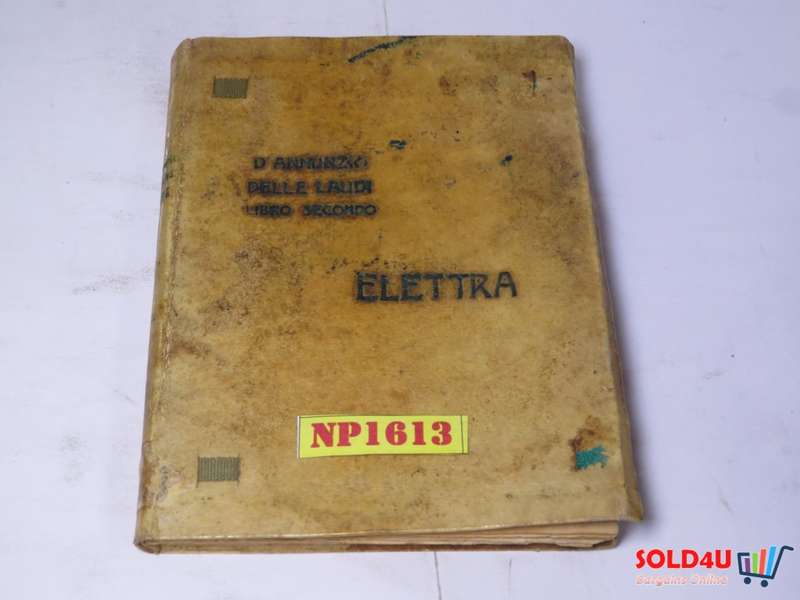 D'ANNUNZIO
DELLE LAUDI
LIBRO SECONDO
ELETTRA
NP1613
SOLD4U
Bargains Online